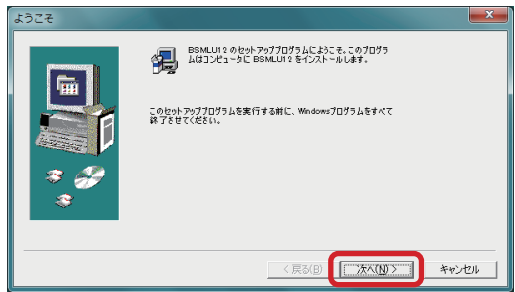 ようこそ
BSMLU12 のセットアッププログラムにようこそ。このプログラ
ムはコンピュータに BSMLU12 をインストールします。
このセットアッププログラムを実行する前に、Windowsプログラムをすべて
終了させてください。
< 戻る(B)
次へ(N) >
キャンセル